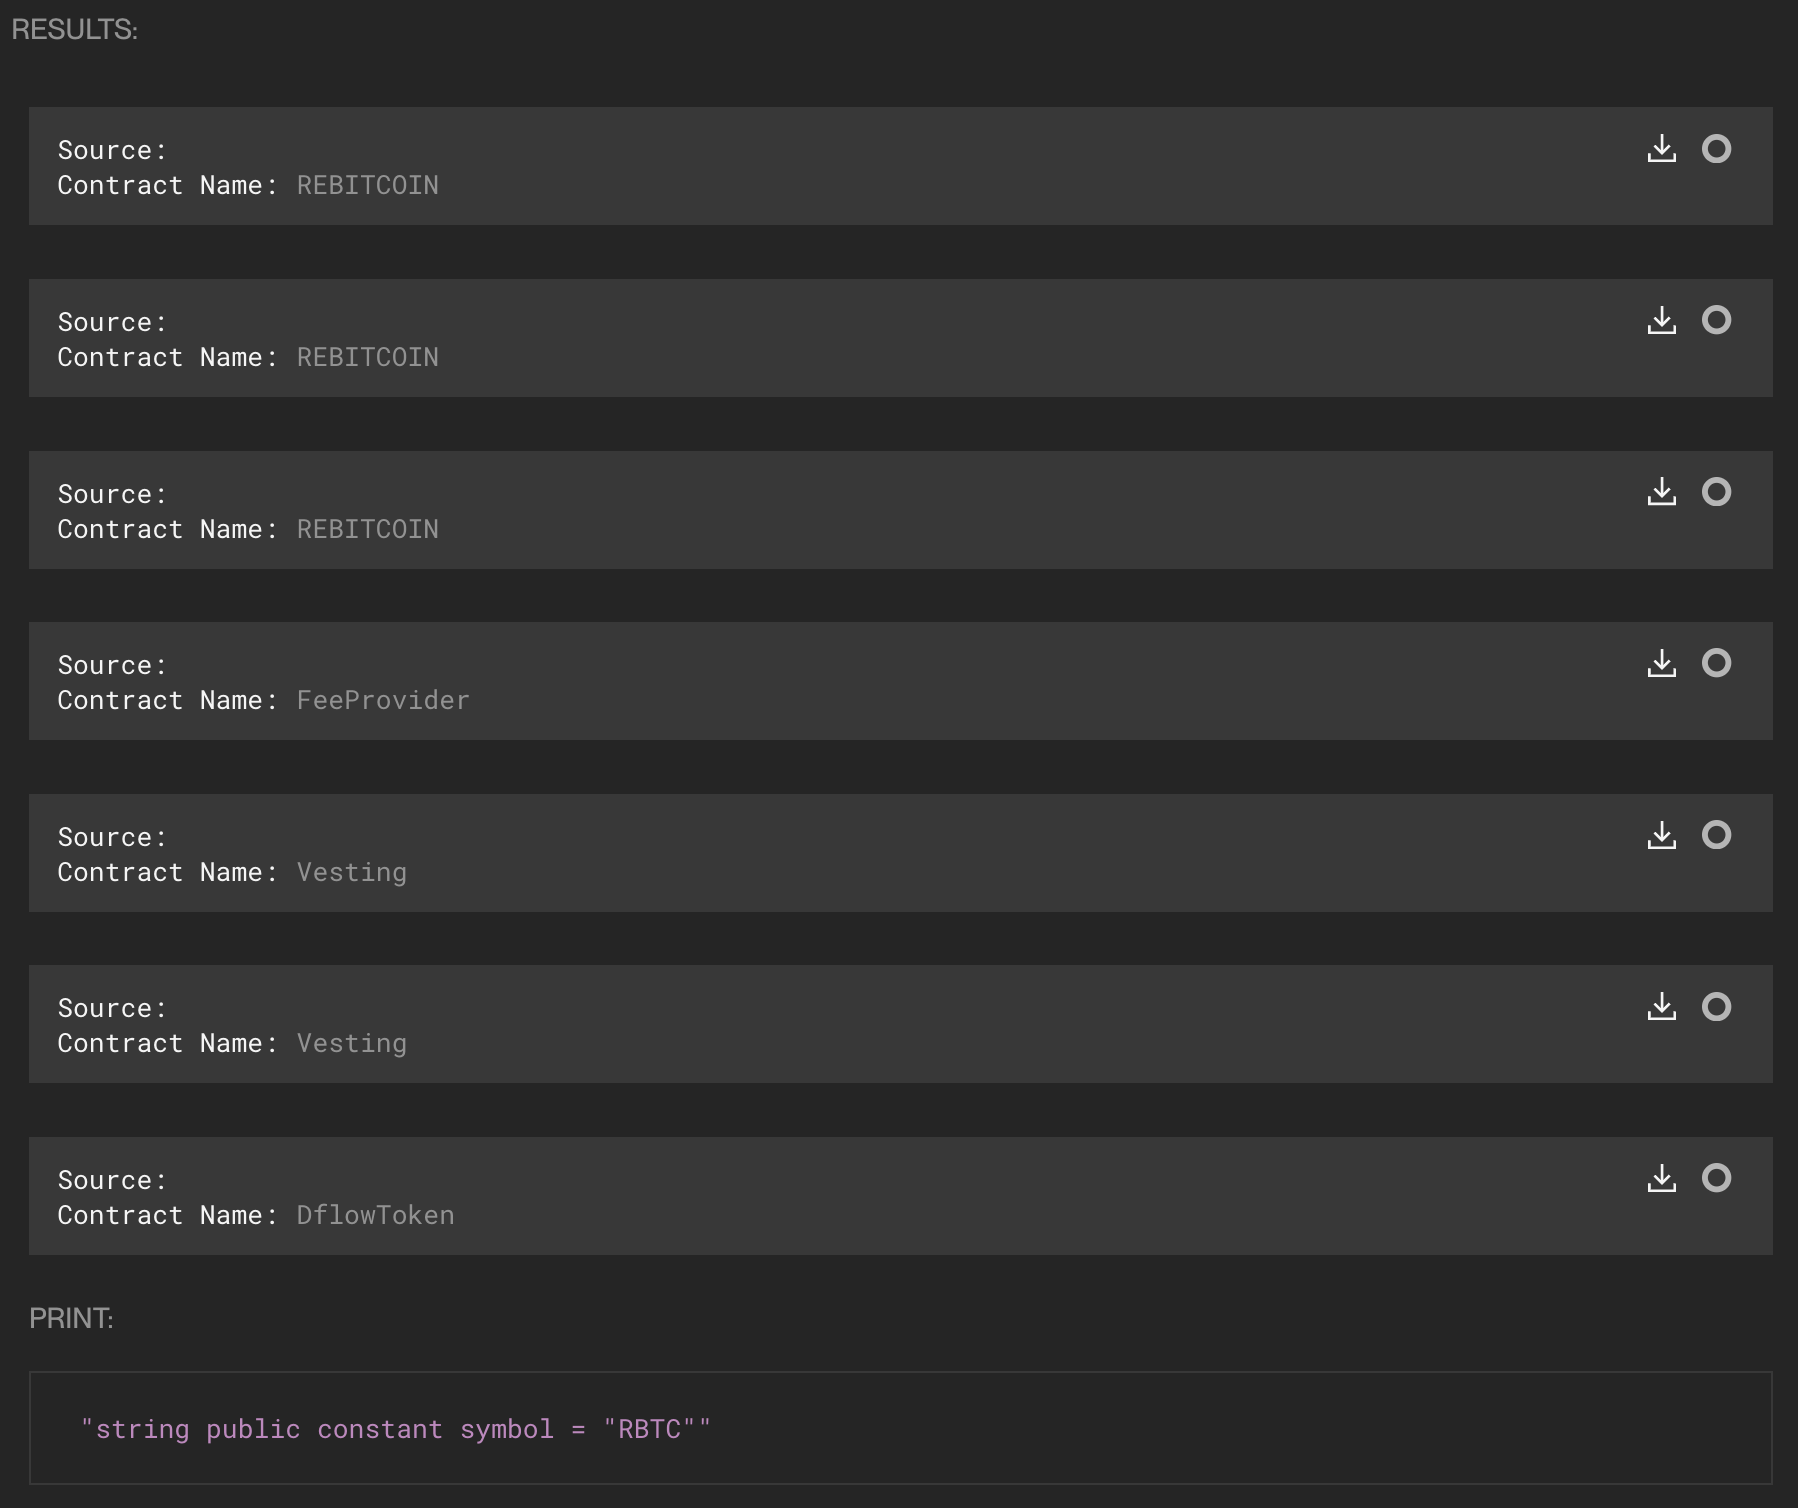 RESULTS:
Source:
Contract Name: REBITCOIN
Source:
Contract Name: REBITCOIN
Source:
Contract Name: REBITCOIN
Source:
Contract Name: FeeProvider
Source:
Contract Name: Vesting
Source:
Contract Name: Vesting
Source:
Contract Name: DflowToken
PRINT:
"string public constant symbol = "RBTC""